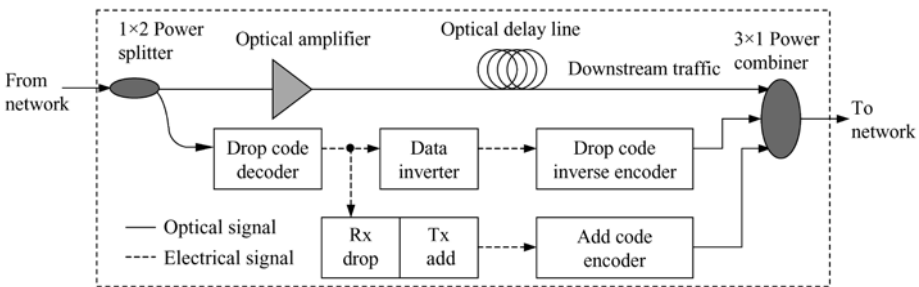 1×2 Power
splitter
Optical amplifier
Optical delay line
3×1 Power
combiner
From
network
Downstream traffic
To
network
Drop code
decoder
Data
inverter
Drop code
inverse encoder
Optical signal
Electrical signal
Rx
drop
Tx
add
Add code
encoder